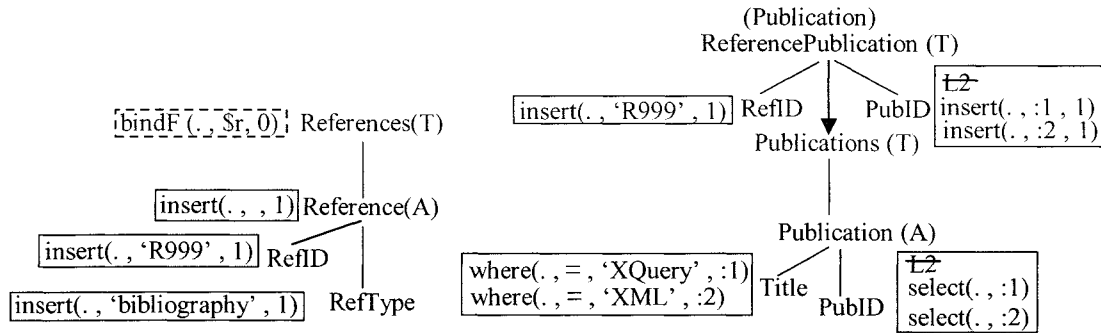 (Publication)
ReferencePublication (T)
insert(. , 'R999' , 1) RefID
PubID
L2
insert(. , :1 , 1)
insert(. , :2 , 1)
Publications (T)
Publication (A)
where(. , = , 'XQuery' , :1)
where(. , = , 'XML' , :2)
Title
PubID
L2
select(. , :1)
select(. , :2)
bindF (. , $r, 0) References(T)
insert(. , , 1) Reference(A)
insert(. , 'R999' , 1) RefID
insert(. , 'bibliography' , 1) RefType